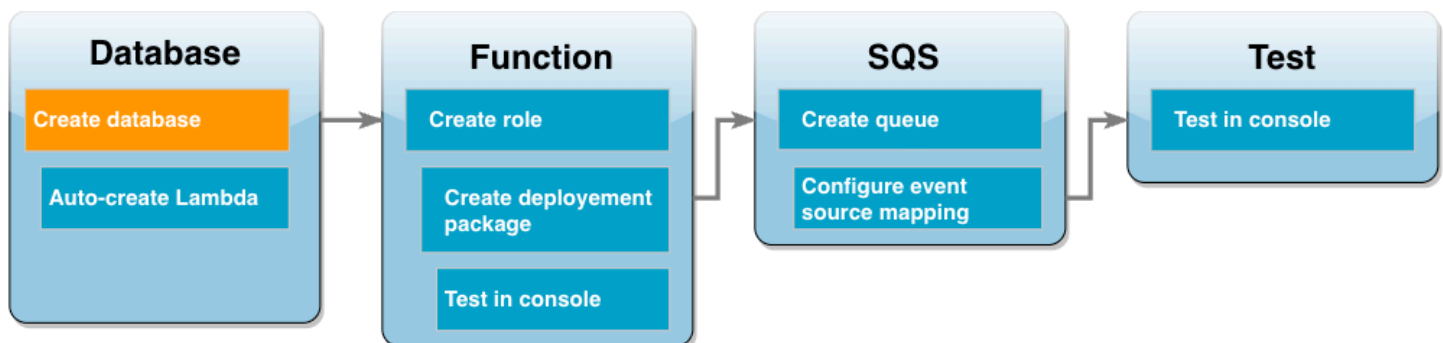 Database
Create database
Auto-create Lambda
Function
Create role
Create deployement
package
Test in console
SQS
Create queue
Configure event
source mapping
Test
Test in console